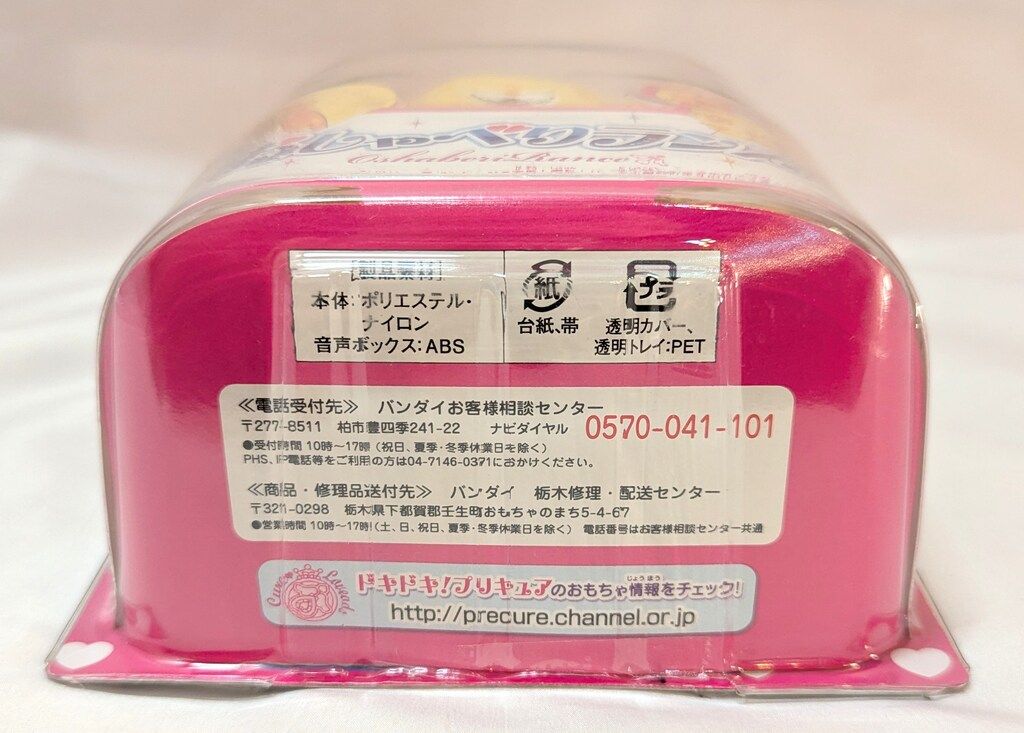 Oshaberi Rance
[製品素材]
本体:ポリエステル・
ナイロン
音声ボックス:ABS
紙
台紙、帯
プラ
透明カバー、
透明トレイ:PET
≪電話受付先≫ バンダイお客様相談センター
〒277-8511 柏市豊四季241-22 ナビダイヤル 0570-041-101
●受付時間 10時~17時(祝日、夏季・冬季休業日を除く)
PHS、IP電話等をご利用の方は04-7146-0371におかけください。
≪商品・修理品送付先≫ バンダイ 栃木修理・配送センター
〒321-0298 栃木県下都賀郡壬生町おもちゃのまち5-4-67
●営業時間 10時~17時(土、日、祝日、夏季・冬季休業日を除く) 電話番号はお客様相談センター共通
Cure Loveads
ドキドキ!プリキュアのおもちゃ情報をチェック!
じょうほう
http://precure.channel.or.jp